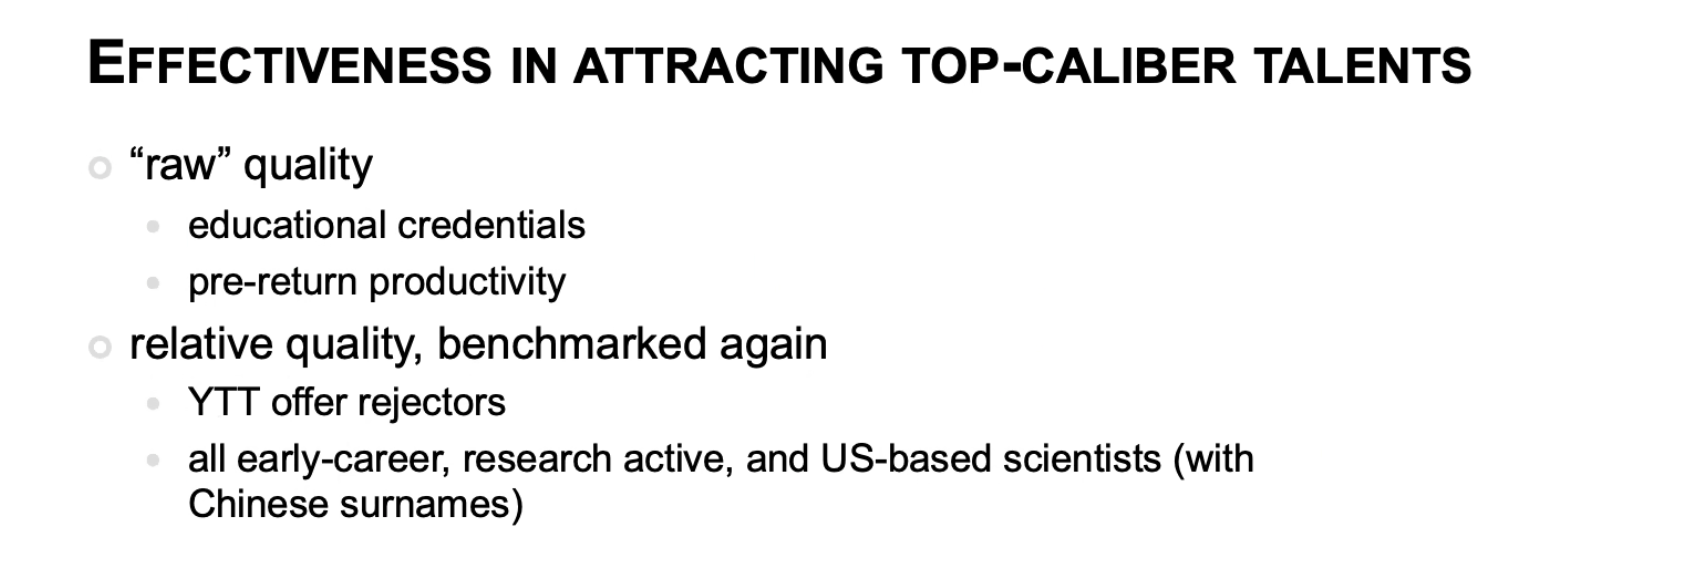 EFFECTIVENESS IN ATTRACTING TOP-CALIBER TALENTS
“raw” quality
educational credentials
pre-return productivity
relative quality, benchmarked again
YTT offer rejectors
all early-career, research active, and US-based scientists (with
Chinese surnames)